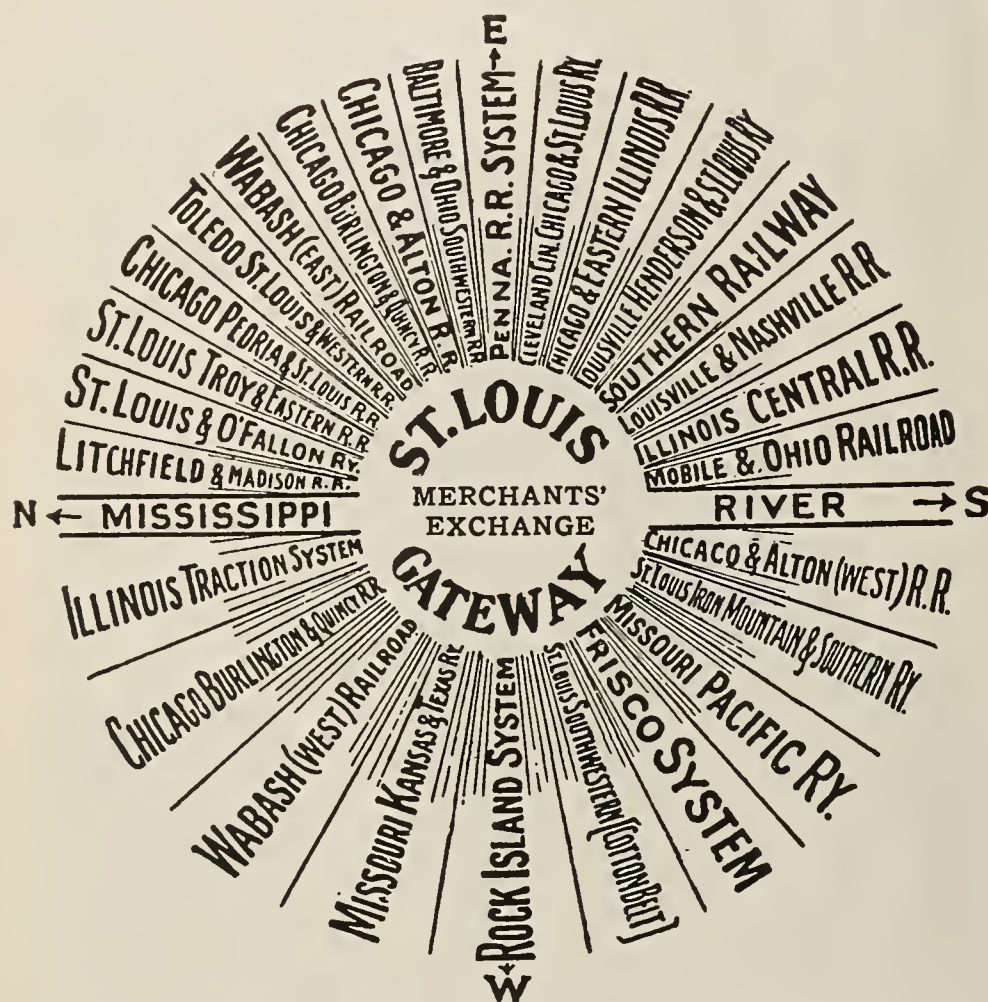 E
LITCHFIELD & MADISON R.R.
ST. LOUIS & O'FALLON RY.
ST. LOUIS TROY & EASTERN R.R.
CHICAGO PEORIA & ST. LOUIS R.R.
TOLEDO ST. LOUIS & WESTERN R.R.
WABASH (EAST) RAILROAD
CHICAGO BURLINGTON & QUINCY R.R.
CHICAGO & ALTON R.R.
BALTIMORE & OHIO SOUTHWESTERN R.R.
PENNA. R.R. SYSTEM
CLEVELAND CIN. CHICAGO & ST. LOUIS RY.
CHICAGO & EASTERN ILLINOIS R.R.
LOUISVILLE HENDERSON & ST. LOUIS RY
SOUTHERN RAILWAY
LOUISVILLE & NASHVILLE R.R.
ILLINOIS CENTRAL R.R.
MOBILE & OHIO RAILROAD
ST. LOUIS
MERCHANTS'
EXCHANGE
GATEWAY
N ← MISSISSIPPI RIVER → S
CHICAGO & ALTON (WEST) R.R.
ST. LOUIS IRON MOUNTAIN & SOUTHERN RY.
MISSOURI PACIFIC RY.
FRISCO SYSTEM
ST. LOUIS SOUTHWESTERN (COTTON BELT)
ROCK ISLAND SYSTEM
MISSOURI KANSAS & TEXAS RY.
WABASH (WEST) RAILROAD
CHICAGO BURLINGTON & QUINCY R.R.
ILLINOIS TRACTION SYSTEM
W